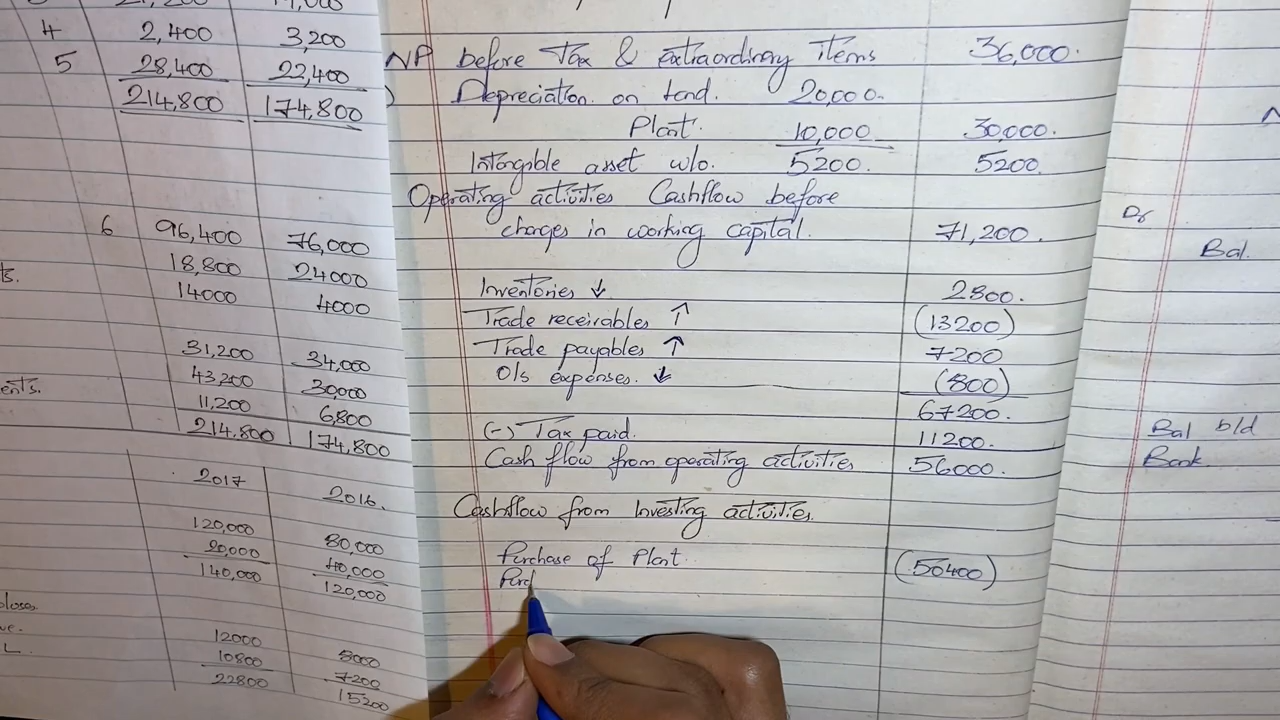 4 2,400 3,200
5 28,400 22,400
214,800 174,800
6 96,400 76,000
18,800 24000
ts. 14000 4000
31,200 34,000
ents. 43,200 30,000
11,200 6,800
214,800 174,800
2017 2016.
120,000 80,000
20,000 40,000
140,000 120,000
12000 8000
L 10800 7200
22800 15200
NP before Tax & extraordinary items 36,000.
Depreciation on land. 20,000.
Plant. 10,000 30,000.
Intangible asset w/o. 5200. 5200
Operating activities Cashflow before
charges in working capital. 71,200.
Inventories ↓ 2800.
Trade receivables ↑ (13200)
Trade payables ↑ 7200
O/s expenses. ↓ (800)
67200.
(-) Tax paid. 11200.
Cash flow from operating activities 56000.
Cashflow from Investing activities.
Purchase of Plant. (50400)
Purc
Dr
Bal.
Bal b/d
Bank